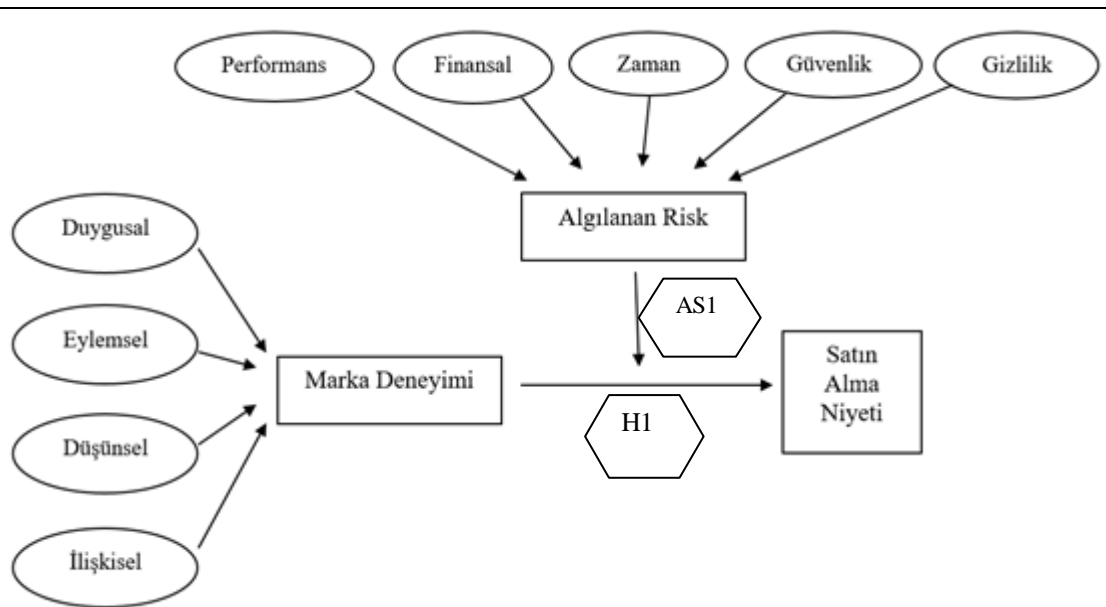 Performans
Finansal
Zaman
Güvenlik
Gizlilik
Algılanan Risk
Duygusal
Eylemsel
Düşünsel
İlişkisel
AS1
Marka Deneyimi
H1
Satın
Alma
Niyeti